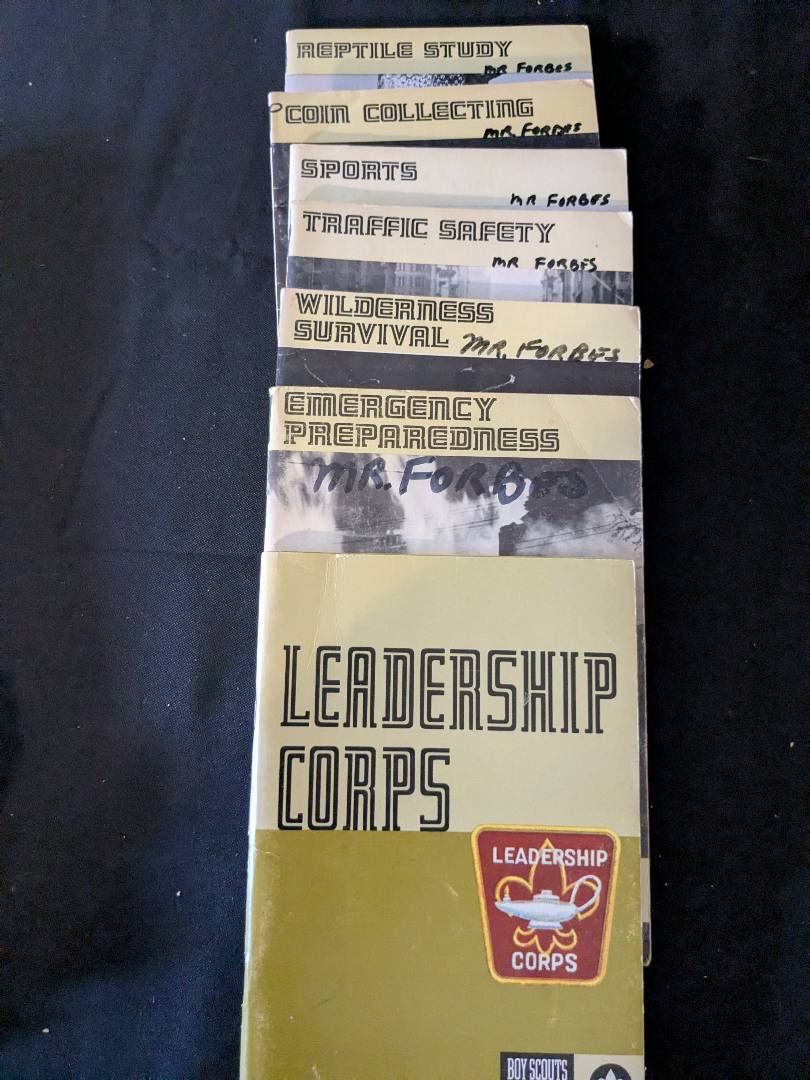 REPTILE STUDY
MR FORBES
COIN COLLECTING
MR. FORBES
SPORTS
MR FORBES
TRAFFIC SAFETY
MR FORBES
WILDERNESS
SURVIVAL MR. FORBES
EMERGENCY
PREPAREDNESS
MR. FORBES
LEADERSHIP
CORPS
LEADERSHIP
CORPS
BOY SCOUTS